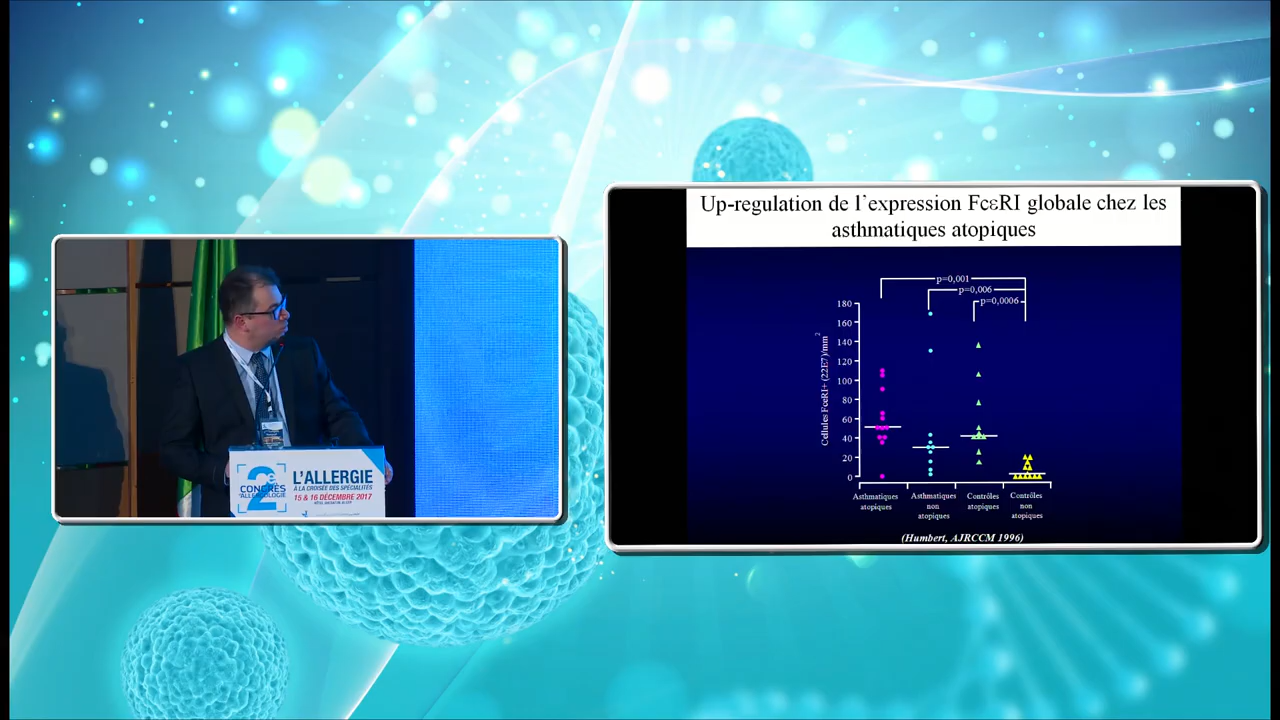 CONGRÈS
D'ALLERGOLOGIE
L'ALLERGIE
À LA CROISÉE DES SPÉCIALITÉS
15 & 16 DÉCEMBRE 2017
Up-regulation de l'expression FcεRI globale chez les
asthmatiques atopiques
p=0,001
p=0,006
p=0,0006
180
160
140
120
100
80
60
40
20
0
Cellules FcεRI+ (22E7)/mm²
Asthmatiques
atopiques
Asthmatiques
non
atopiques
Contrôles
atopiques
Contrôles
non
atopiques
(Humbert, AJRCCM 1996)